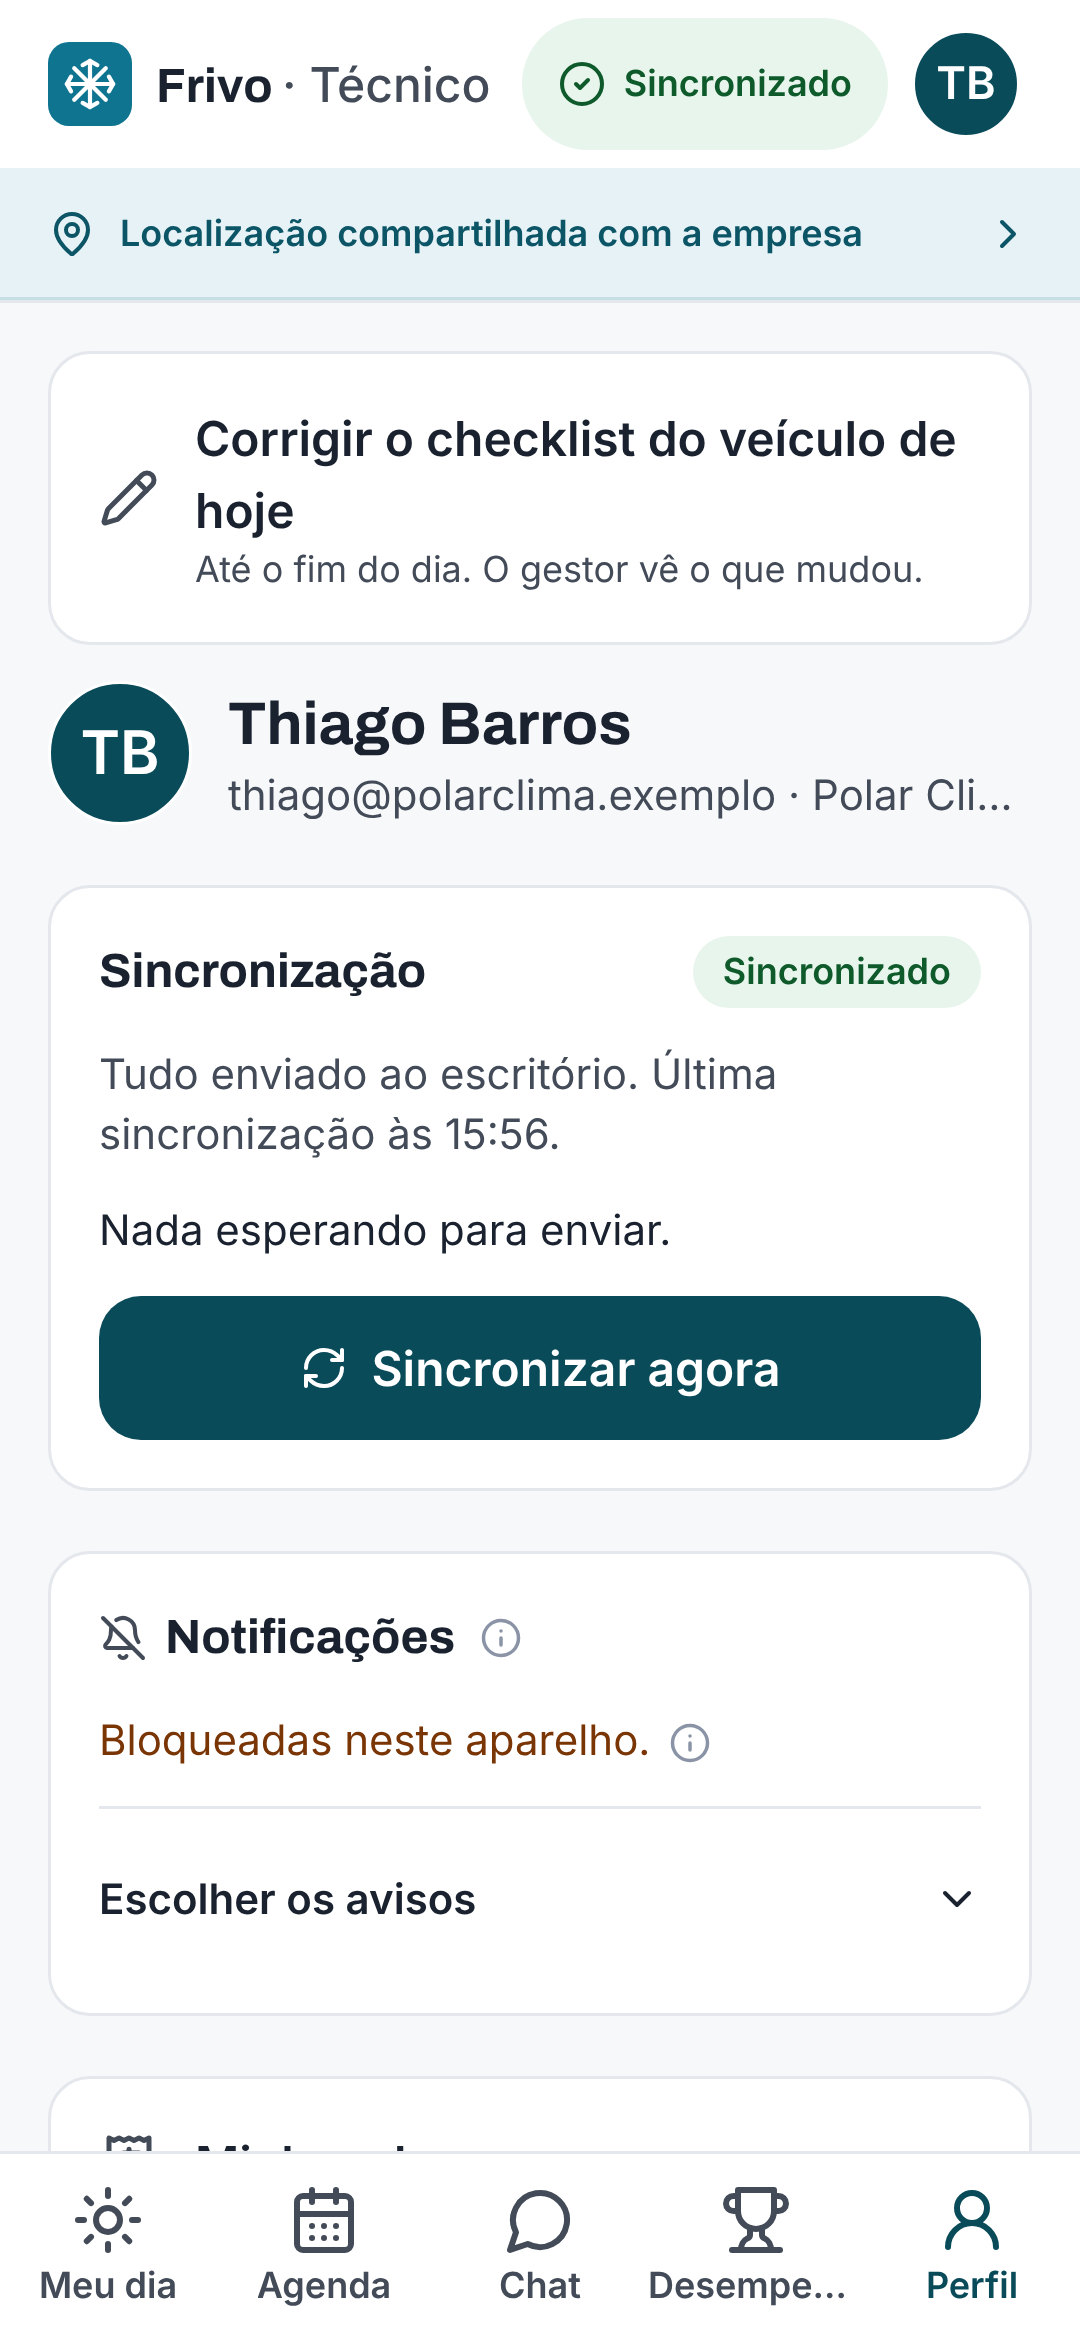 Frivo · Técnico
Sincronizado
TB
Localização compartilhada com a empresa
Corrigir o checklist do veículo de
hoje
Até o fim do dia. O gestor vê o que mudou.
TB
Thiago Barros
thiago@polarclima.exemplo · Polar Cli...
Sincronização
Sincronizado
Tudo enviado ao escritório. Última
sincronização às 15:56.
Nada esperando para enviar.
Sincronizar agora
Notificações
Bloqueadas neste aparelho.
Escolher os avisos
Meu dia
Agenda
Chat
Desempe...
Perfil